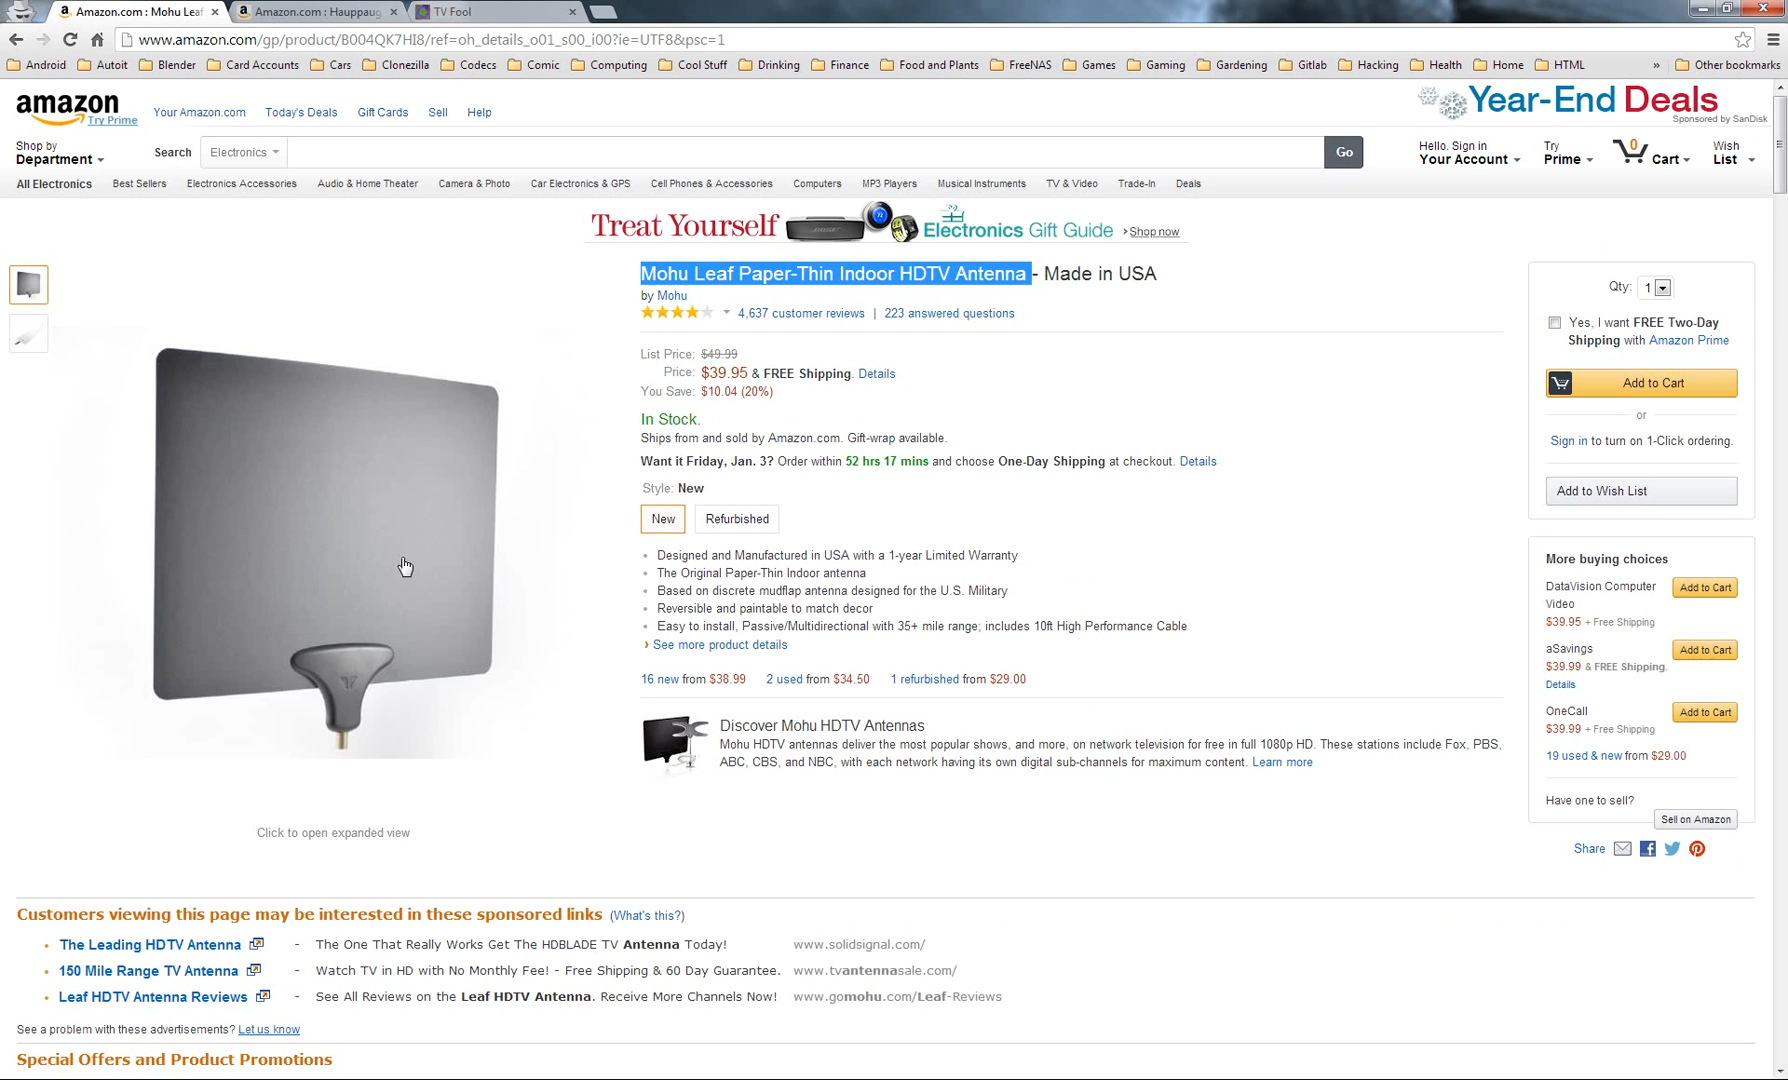 Amazon.com : Mohu Leaf
Amazon.com : Hauppaug
TV Fool
www.amazon.com/gp/product/B004QK7HI8/ref=oh_details_o01_s00_i00?ie=UTF8&psc=1
Android Autoit Blender Card Accounts Cars Clonezilla Codecs Comic Computing Cool Stuff Drinking Finance Food and Plants FreeNAS Games Gaming Gardening Gitlab Hacking Health Home HTML » Other bookmarks
amazon
Try Prime
Your Amazon.com Today's Deals Gift Cards Sell Help
Year-End Deals
Sponsored by SanDisk
Shop by
Department
Search Electronics Go
Hello. Sign in
Your Account
Try
Prime
0
Cart
Wish
List
All Electronics Best Sellers Electronics Accessories Audio & Home Theater Camera & Photo Car Electronics & GPS Cell Phones & Accessories Computers MP3 Players Musical Instruments TV & Video Trade-In Deals
Treat Yourself Electronics Gift Guide ›Shop now
Mohu Leaf Paper-Thin Indoor HDTV Antenna - Made in USA
by Mohu
4,637 customer reviews | 223 answered questions
List Price: $49.99
Price: $39.95 & FREE Shipping. Details
You Save: $10.04 (20%)
In Stock.
Ships from and sold by Amazon.com. Gift-wrap available.
Want it Friday, Jan. 3? Order within 52 hrs 17 mins and choose One-Day Shipping at checkout. Details
Style: New
New Refurbished
• Designed and Manufactured in USA with a 1-year Limited Warranty
• The Original Paper-Thin Indoor antenna
• Based on discrete mudflap antenna designed for the U.S. Military
• Reversible and paintable to match decor
• Easy to install, Passive/Multidirectional with 35+ mile range; includes 10ft High Performance Cable
› See more product details
16 new from $38.99 2 used from $34.50 1 refurbished from $29.00
Discover Mohu HDTV Antennas
Mohu HDTV antennas deliver the most popular shows, and more, on network television for free in full 1080p HD. These stations include Fox, PBS,
ABC, CBS, and NBC, with each network having its own digital sub-channels for maximum content. Learn more
Click to open expanded view
Qty: 1
Yes, I want FREE Two-Day
Shipping with Amazon Prime
Add to Cart
or
Sign in to turn on 1-Click ordering.
Add to Wish List
More buying choices
DataVision Computer
Video
$39.95 + Free Shipping
Add to Cart
aSavings
$39.99 & FREE Shipping.
Details
Add to Cart
OneCall
$39.99 + Free Shipping
Add to Cart
19 used & new from $29.00
Have one to sell?
Sell on Amazon
Share
Customers viewing this page may be interested in these sponsored links (What's this?)
• The Leading HDTV Antenna - The One That Really Works Get The HDBLADE TV Antenna Today! www.solidsignal.com/
• 150 Mile Range TV Antenna - Watch TV in HD with No Monthly Fee! - Free Shipping & 60 Day Guarantee. www.tvantennasale.com/
• Leaf HDTV Antenna Reviews - See All Reviews on the Leaf HDTV Antenna. Receive More Channels Now! www.gomohu.com/Leaf-Reviews
See a problem with these advertisements? Let us know
Special Offers and Product Promotions